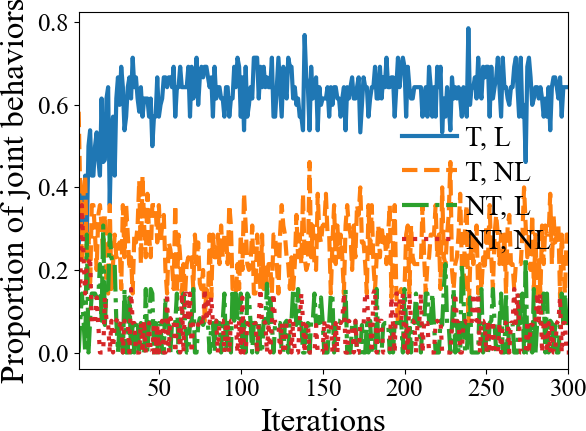 Proportion of joint behaviors
0.8
0.6
0.4
0.2
0.0
T, L
T, NL
NT, L
NT, NL
50
100
150
200
250
300
Iterations